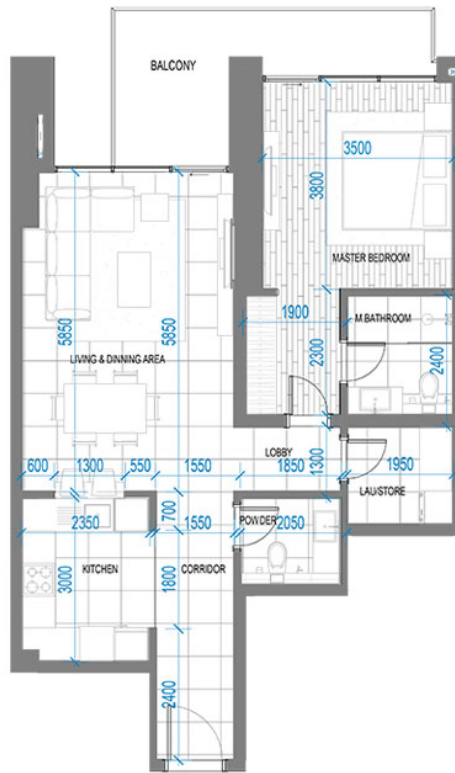 BALCONY
3500
3800
MASTER BEDROOM
5850
5850
1900
M.BATHROOM
2300
2400
LIVING & DINNING AREA
LOBBY
600
1300
550
1550
1850
1300
1950
LAU/STORE
700
2350
1550
POWDER
2050
3000
KITCHEN
1800
CORRIDOR
2400